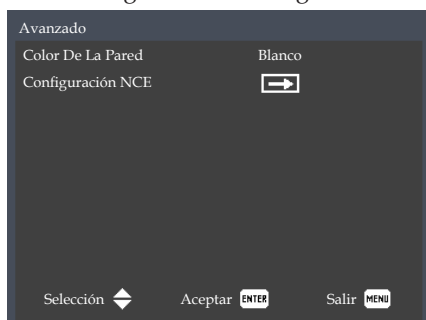 Avanzado
Color De La Pared Blanco
Configuración NCE
Selección Aceptar ENTER Salir MENU